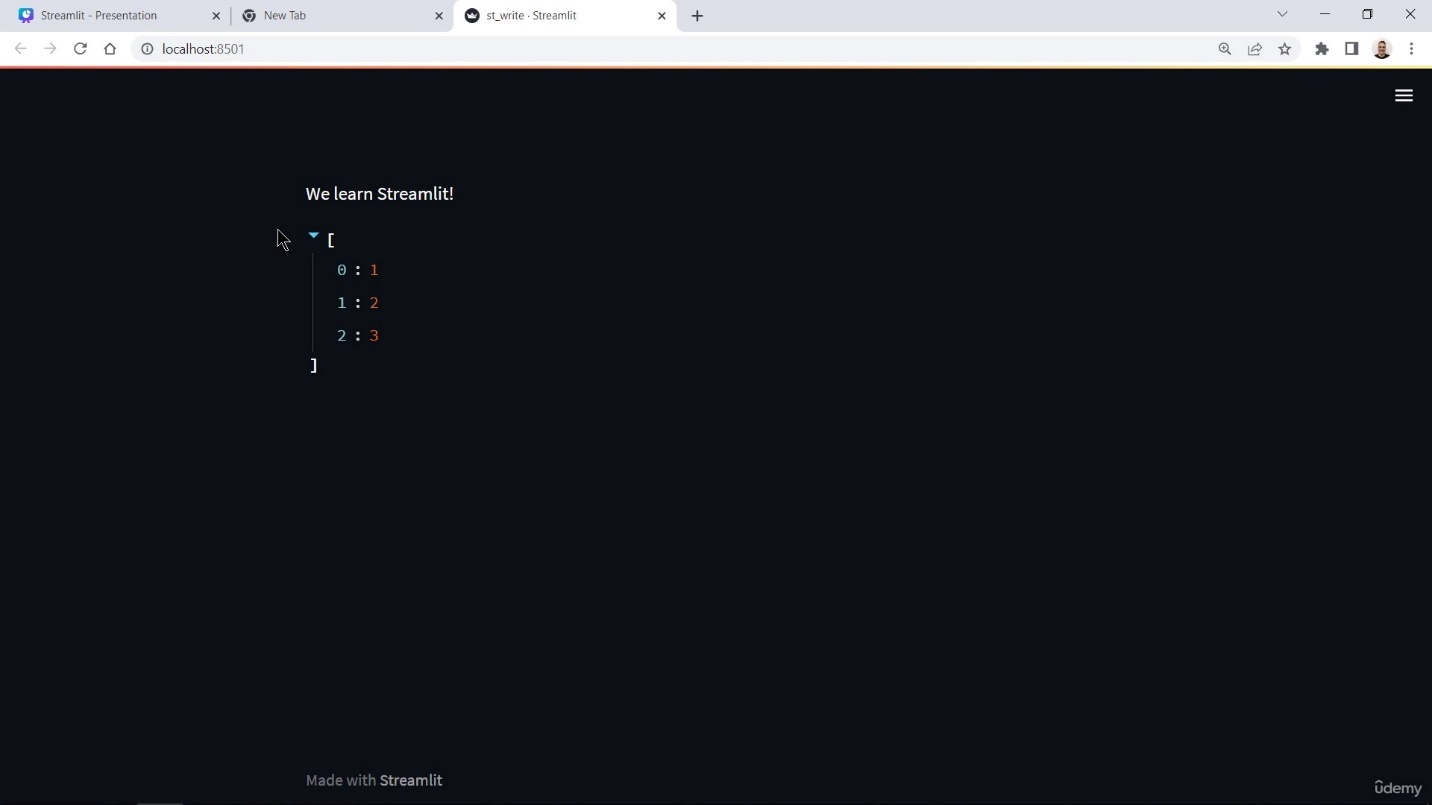 Streamlit - Presentation
New Tab
st_write · Streamlit
localhost:8501
We learn Streamlit!
[
0 : 1
1 : 2
2 : 3
]
Made with Streamlit
ûdemy